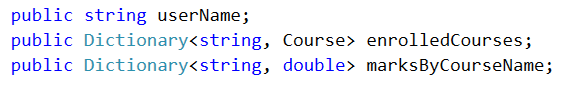 public string userName;
public Dictionary<string, Course> enrolledCourses;
public Dictionary<string, double> marksByCourseName;